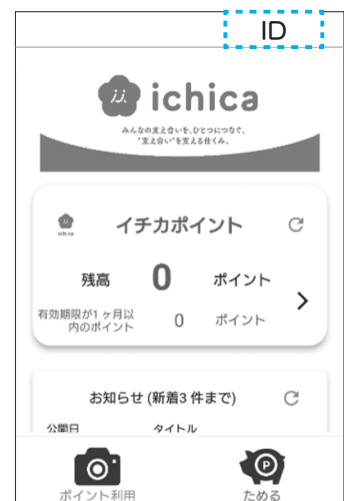 ID
ichica
みんなの支え合いを、ひとつにつなぐ。
“支え合い”を支える仕くみ。
ichica
イチカポイント
残高 0 ポイント
有効期限が1 ヶ月以
内のポイント 0 ポイント
お知らせ (新着3 件まで)
公開日 タイトル
P
ポイント利用 ためる